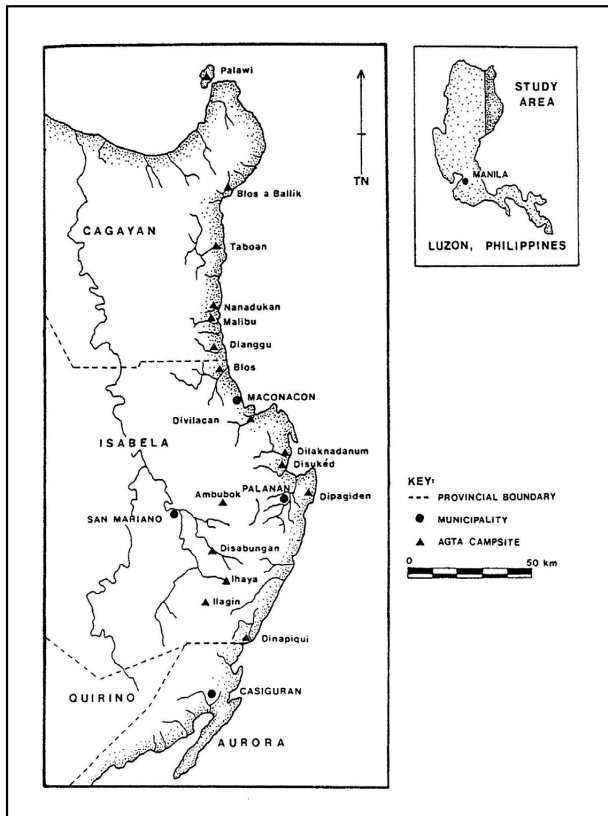 Palawi
TN
Blos a Ballik
CAGAYAN
Taboan
Nanadukan
Malibu
Dianggu
Blos
MACONACON
Divilacan
ISABELA
Dilaknadanum
Disukéd
Ambubok
PALANAN
Dipagiden
SAN MARIANO
Disabungan
Ihaya
Ilagin
Dinapiqui
QUIRINO
CASIGURAN
AURORA
STUDY
AREA
MANILA
LUZON, PHILIPPINES
KEY:
PROVINCIAL BOUNDARY
MUNICIPALITY
AGTA CAMPSITE
0 50 km